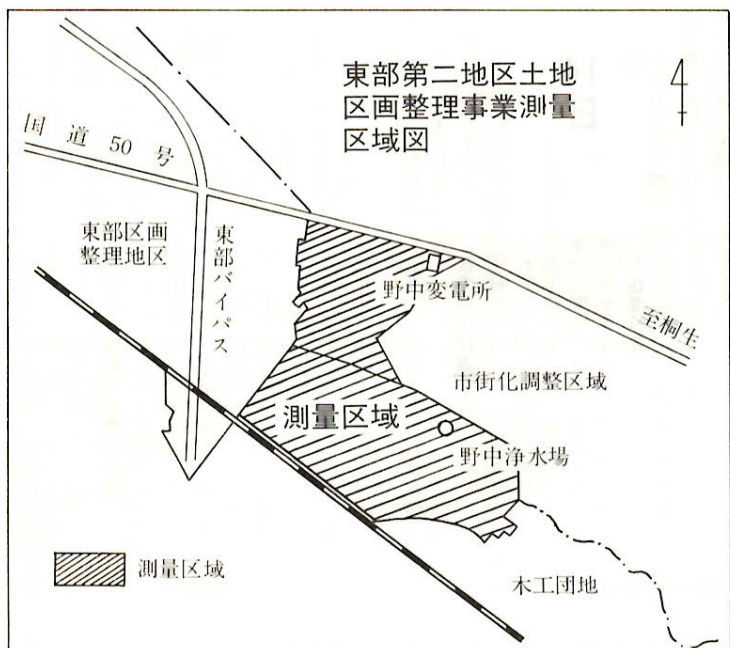 東部第二地区土地
区画整理事業測量
区域図
国道50号
東部区画
整理地区
東部バイパス
野中変電所
至桐生
市街化調整区域
測量区域
野中浄水場
測量区域
木工団地